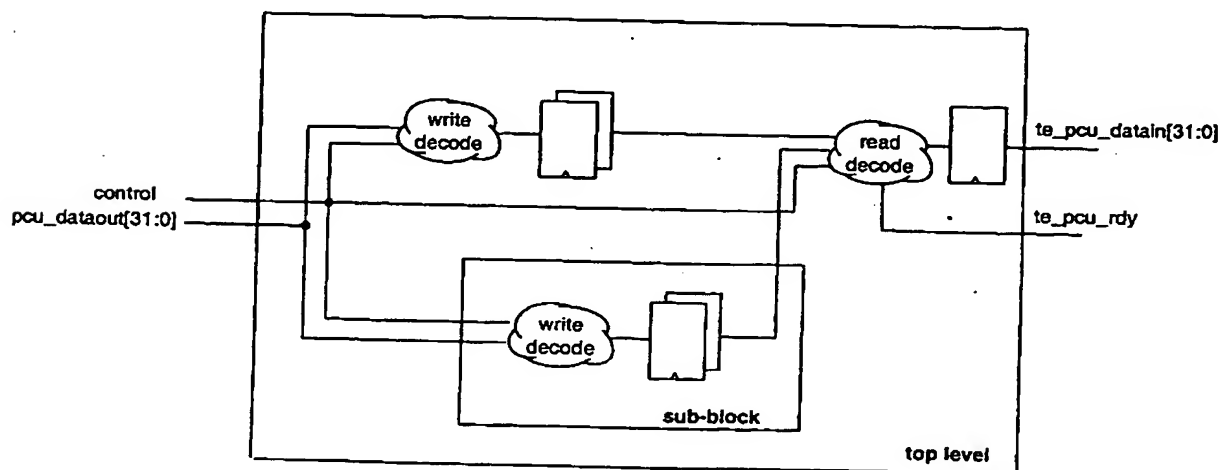 write
decode
read
decode
te_pcu_datain[31:0]
control
pcu_dataout[31:0]
te_pcu_rdy
write
decode
sub-block
top level